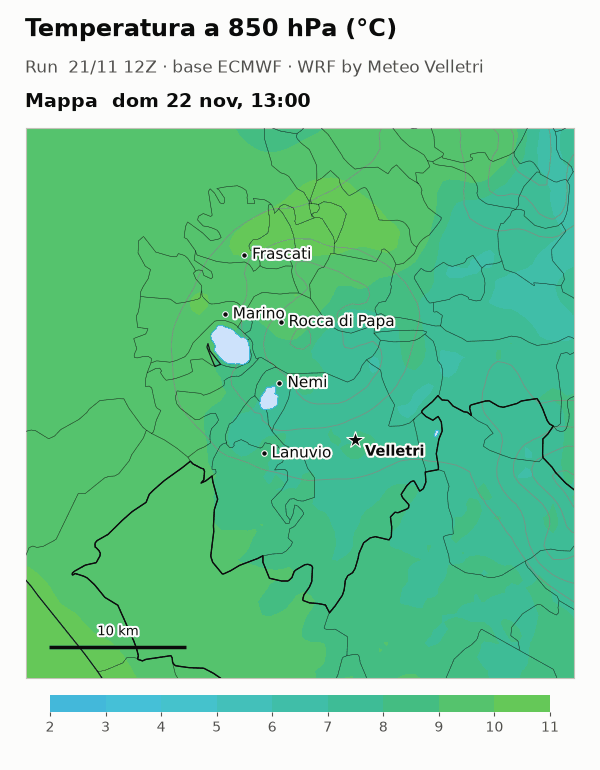 Temperatura a 850 hPa (°C)
Run  21/11 12Z · base ECMWF · WRF by Meteo Velletri
Mappa  dom 22 nov, 13:00
Frascati
Marino
Rocca di Papa
Nemi
Velletri
Lanuvio
10 km
2 3 4 5 6 7 8 9 10 11